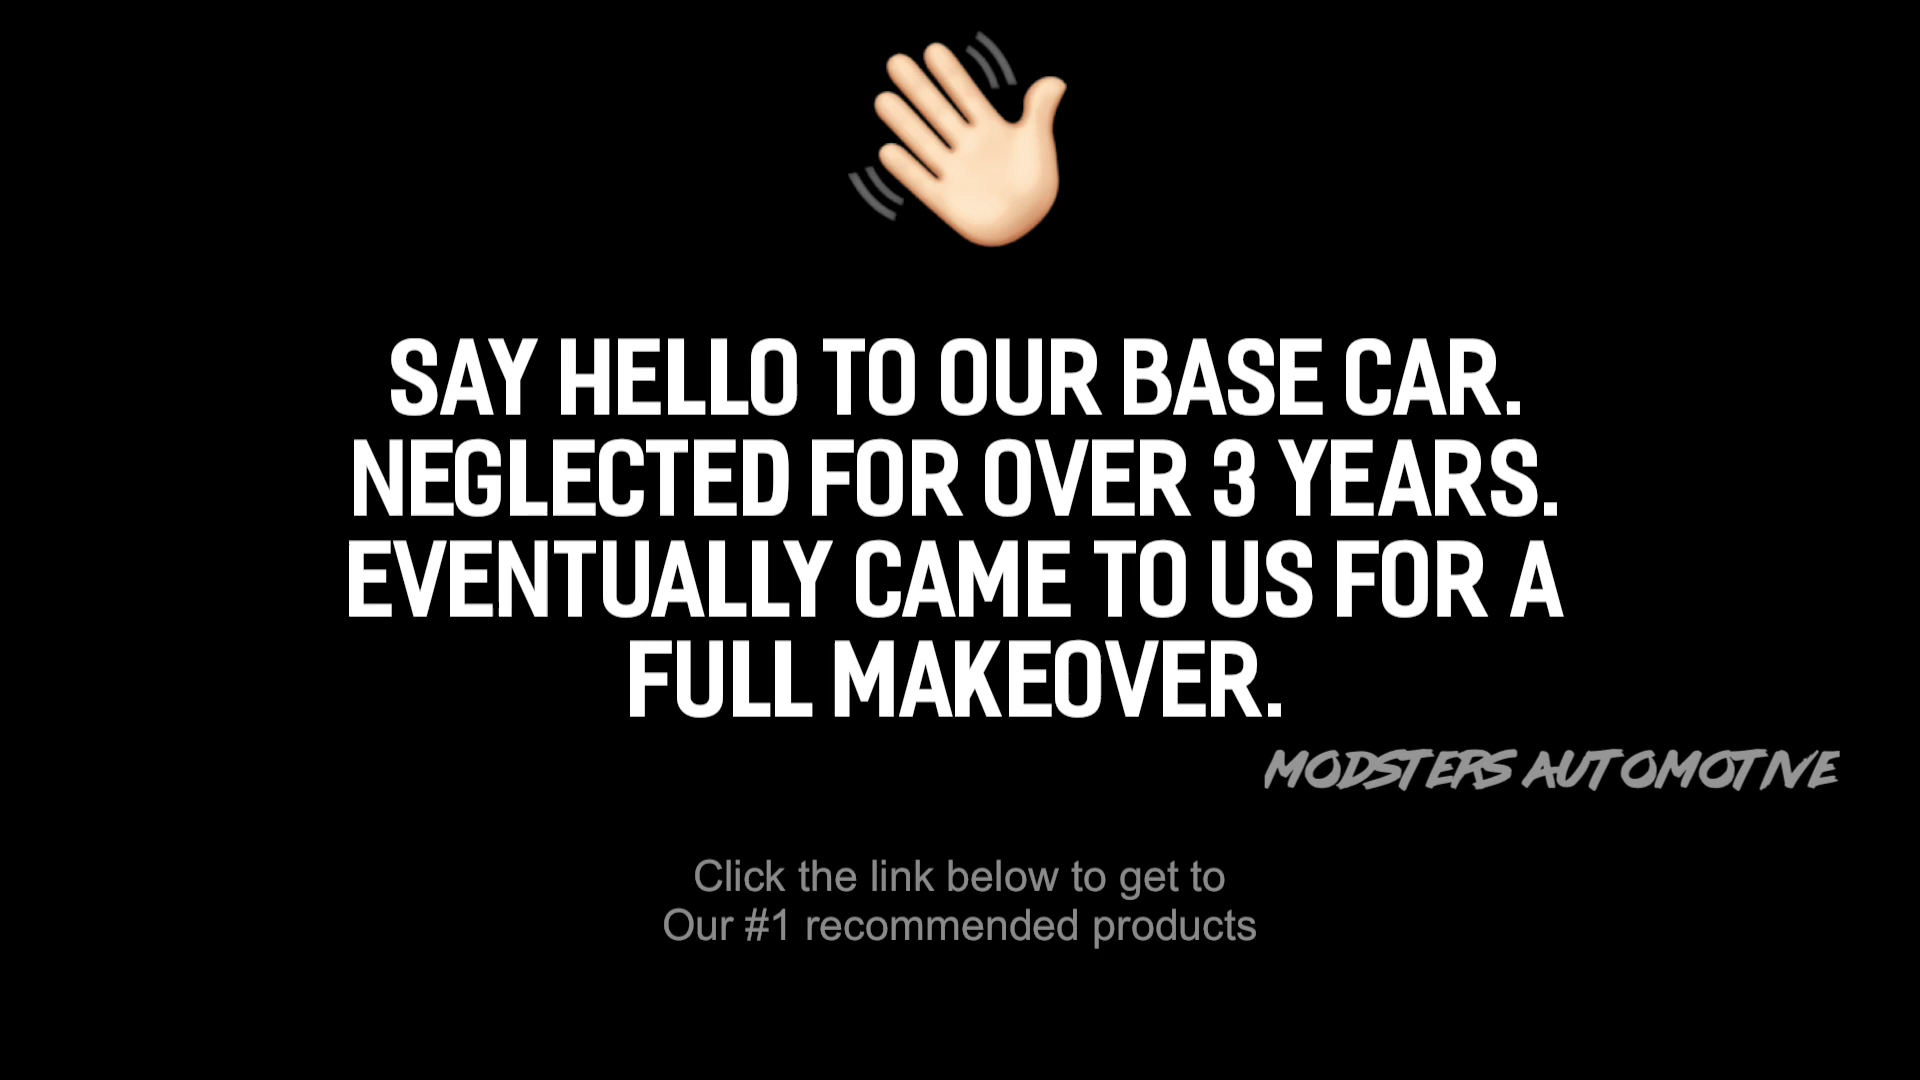 SAY HELLO TO OUR BASE CAR.
NEGLECTED FOR OVER 3 YEARS.
EVENTUALLY CAME TO US FOR A
FULL MAKEOVER.
MODSTERS AUTOMOTIVE
Click the link below to get to
Our #1 recommended products